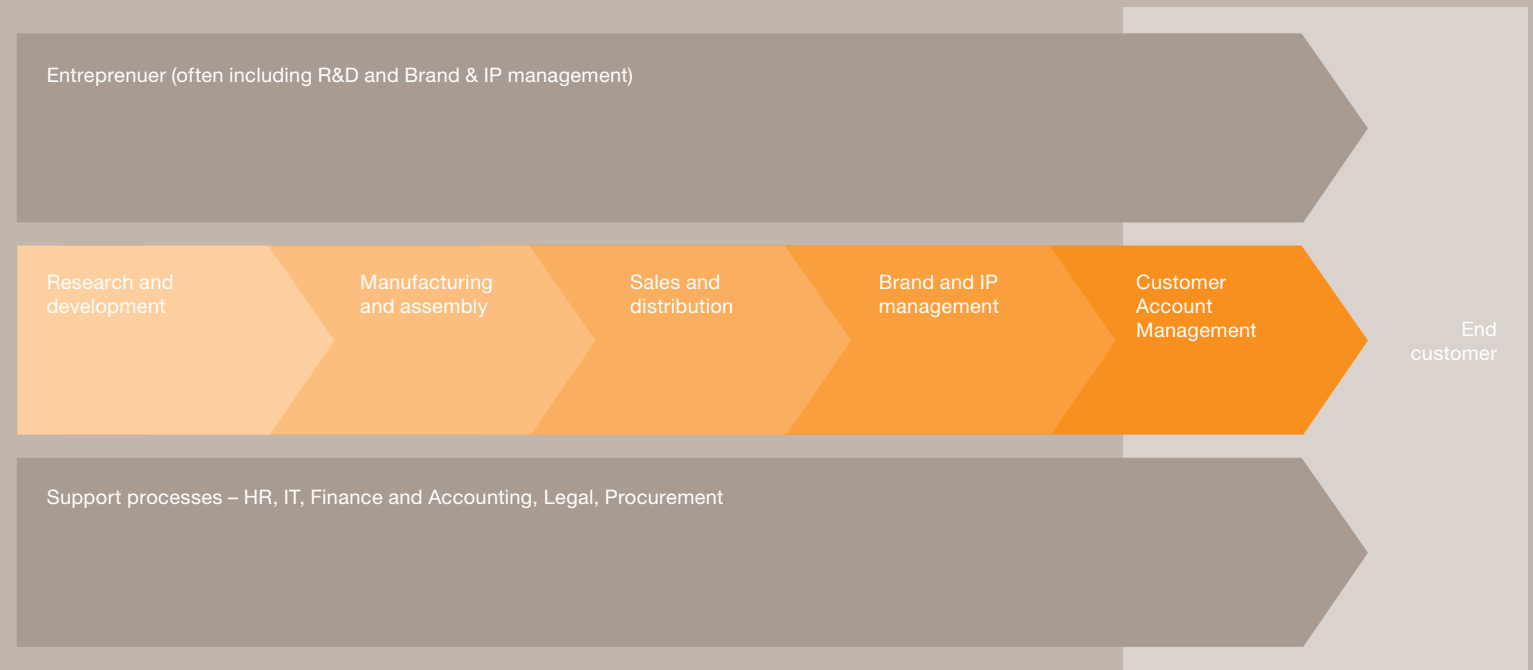 Entreprenuer (often including R&D and Brand & IP management)
Research and
development
Manufacturing
and assembly
Sales and
distribution
Brand and IP
management
Customer
Account
Management
End
customer
Support processes – HR, IT, Finance and Accounting, Legal, Procurement